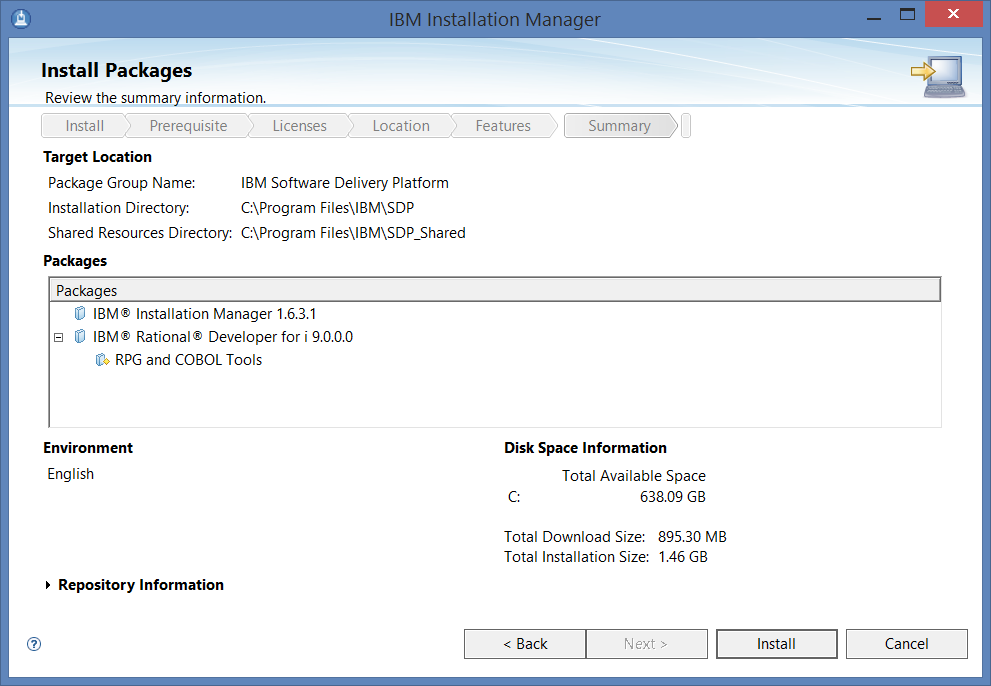 IBM Installation Manager
Install Packages
Review the summary information.
Install Prerequisite Licenses Location Features Summary
Target Location
Package Group Name: IBM Software Delivery Platform
Installation Directory: C:\Program Files\IBM\SDP
Shared Resources Directory: C:\Program Files\IBM\SDP_Shared
Packages
Packages
IBM® Installation Manager 1.6.3.1
IBM® Rational® Developer for i 9.0.0.0
RPG and COBOL Tools
Environment
English
Disk Space Information
Total Available Space
C: 638.09 GB
Total Download Size: 895.30 MB
Total Installation Size: 1.46 GB
Repository Information
? < Back Next > Install Cancel